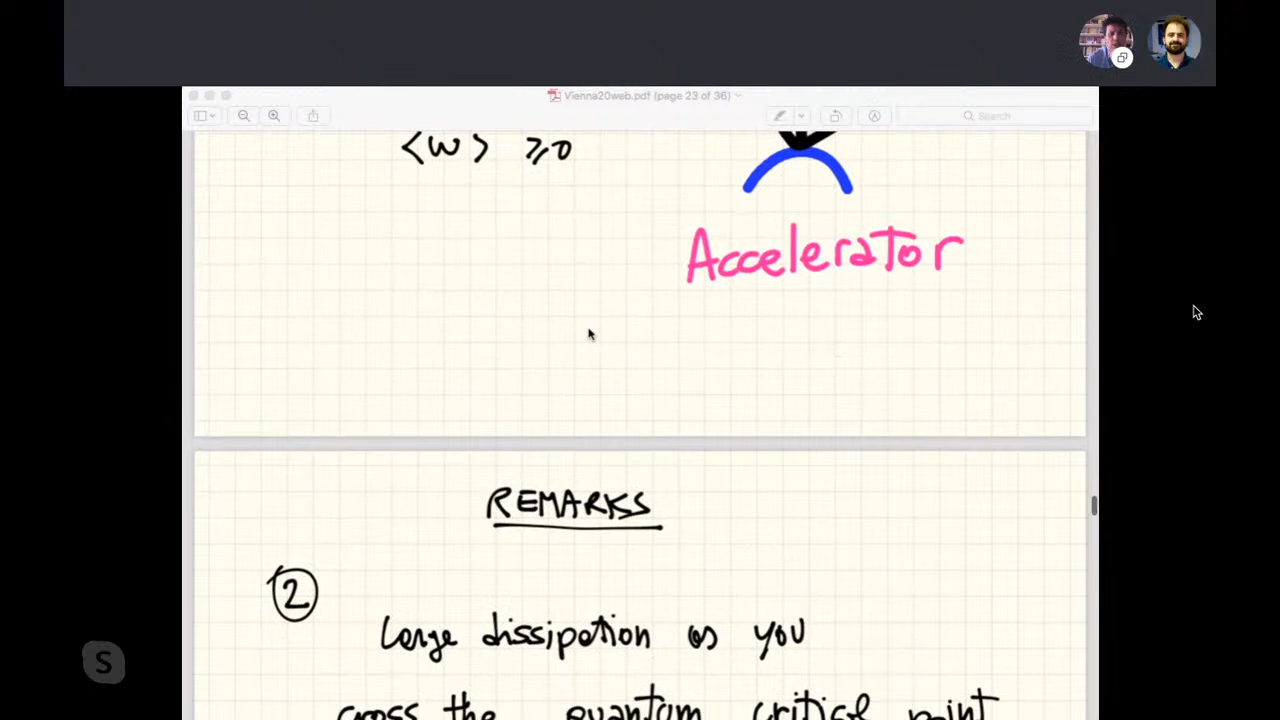 Vienna20web.pdf (page 23 of 36)
Search
<W> ⩾0
Accelerator
REMARKS
2
Large dissipation as you
cross the quantum critical point
S